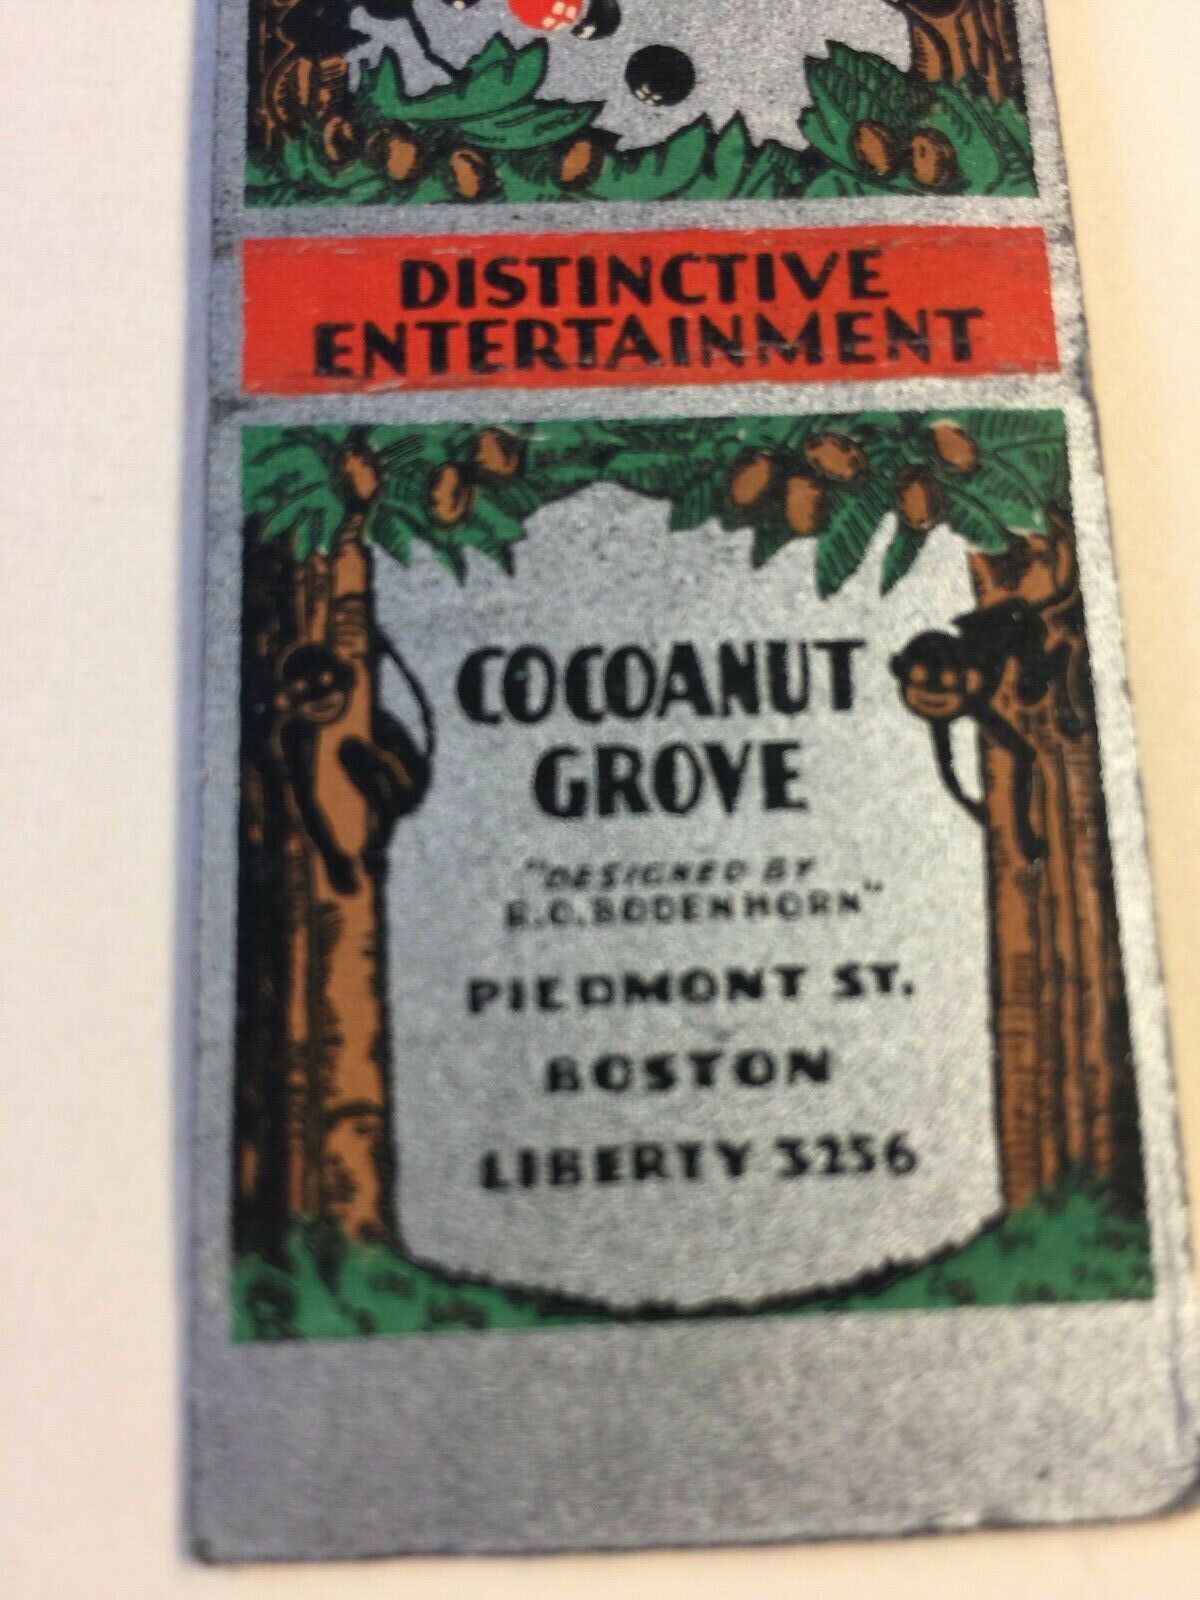 DISTINCTIVE
ENTERTAINMENT
COCOANUT
GROVE
"DESIGNED BY
R.C. BODENHORN"
PIEDMONT ST.
BOSTON
LIBERTY 3256